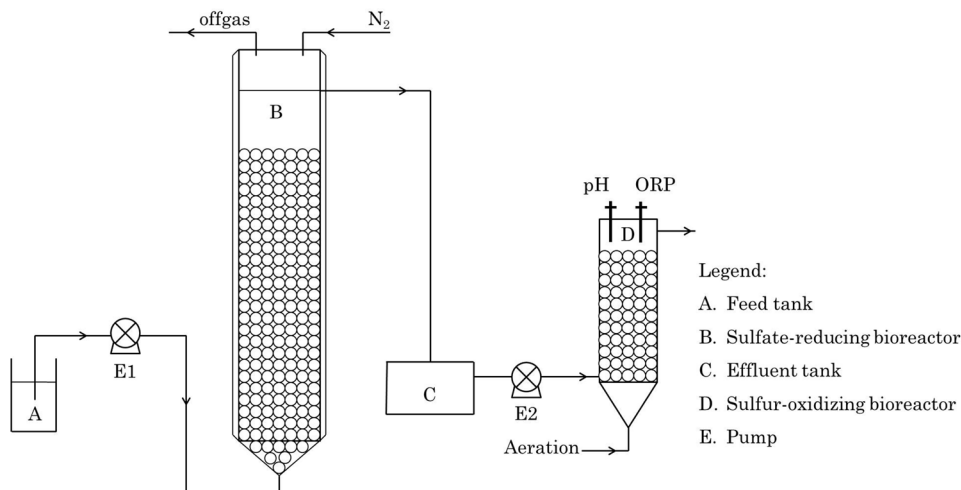 offgas
N₂
B
pH ORP
D
A
E1
C
E2
Aeration
Legend:
A. Feed tank
B. Sulfate-reducing bioreactor
C. Effluent tank
D. Sulfur-oxidizing bioreactor
E. Pump